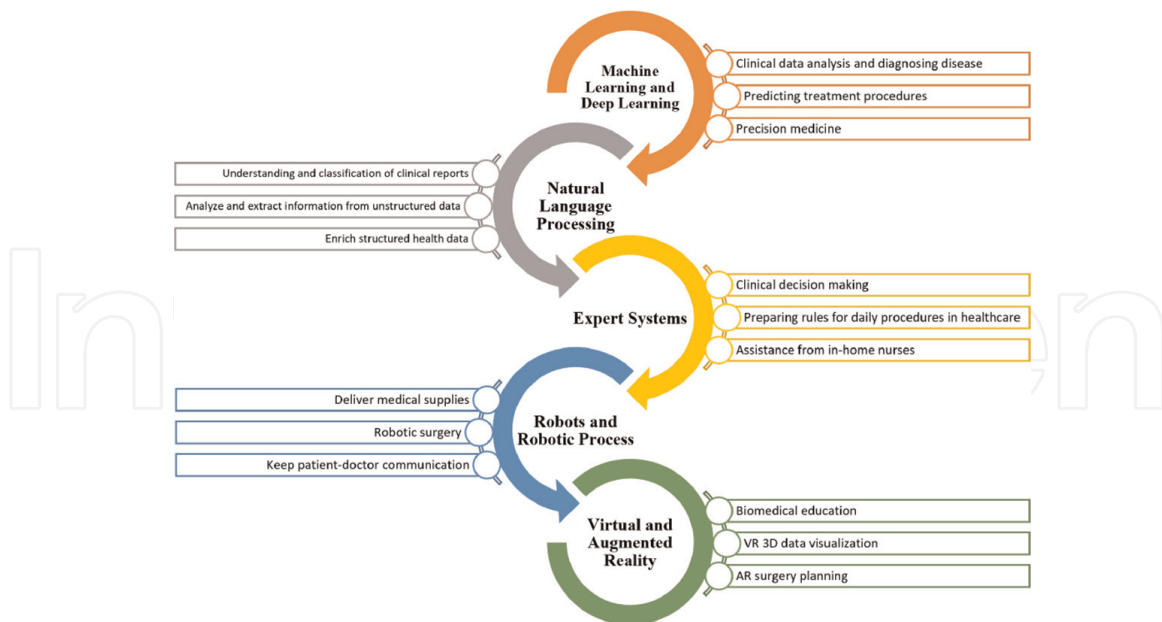 Machine
Learning and
Deep Learning
Clinical data analysis and diagnosing disease
Predicting treatment procedures
Precision medicine
Understanding and classification of clinical reports
Analyze and extract information from unstructured data
Enrich structured health data
Natural
Language
Processing
Expert Systems
Clinical decision making
Preparing rules for daily procedures in healthcare
Assistance from in-home nurses
Deliver medical supplies
Robotic surgery
Keep patient-doctor communication
Robots and
Robotic Process
Virtual and
Augmented
Reality
Biomedical education
VR 3D data visualization
AR surgery planning